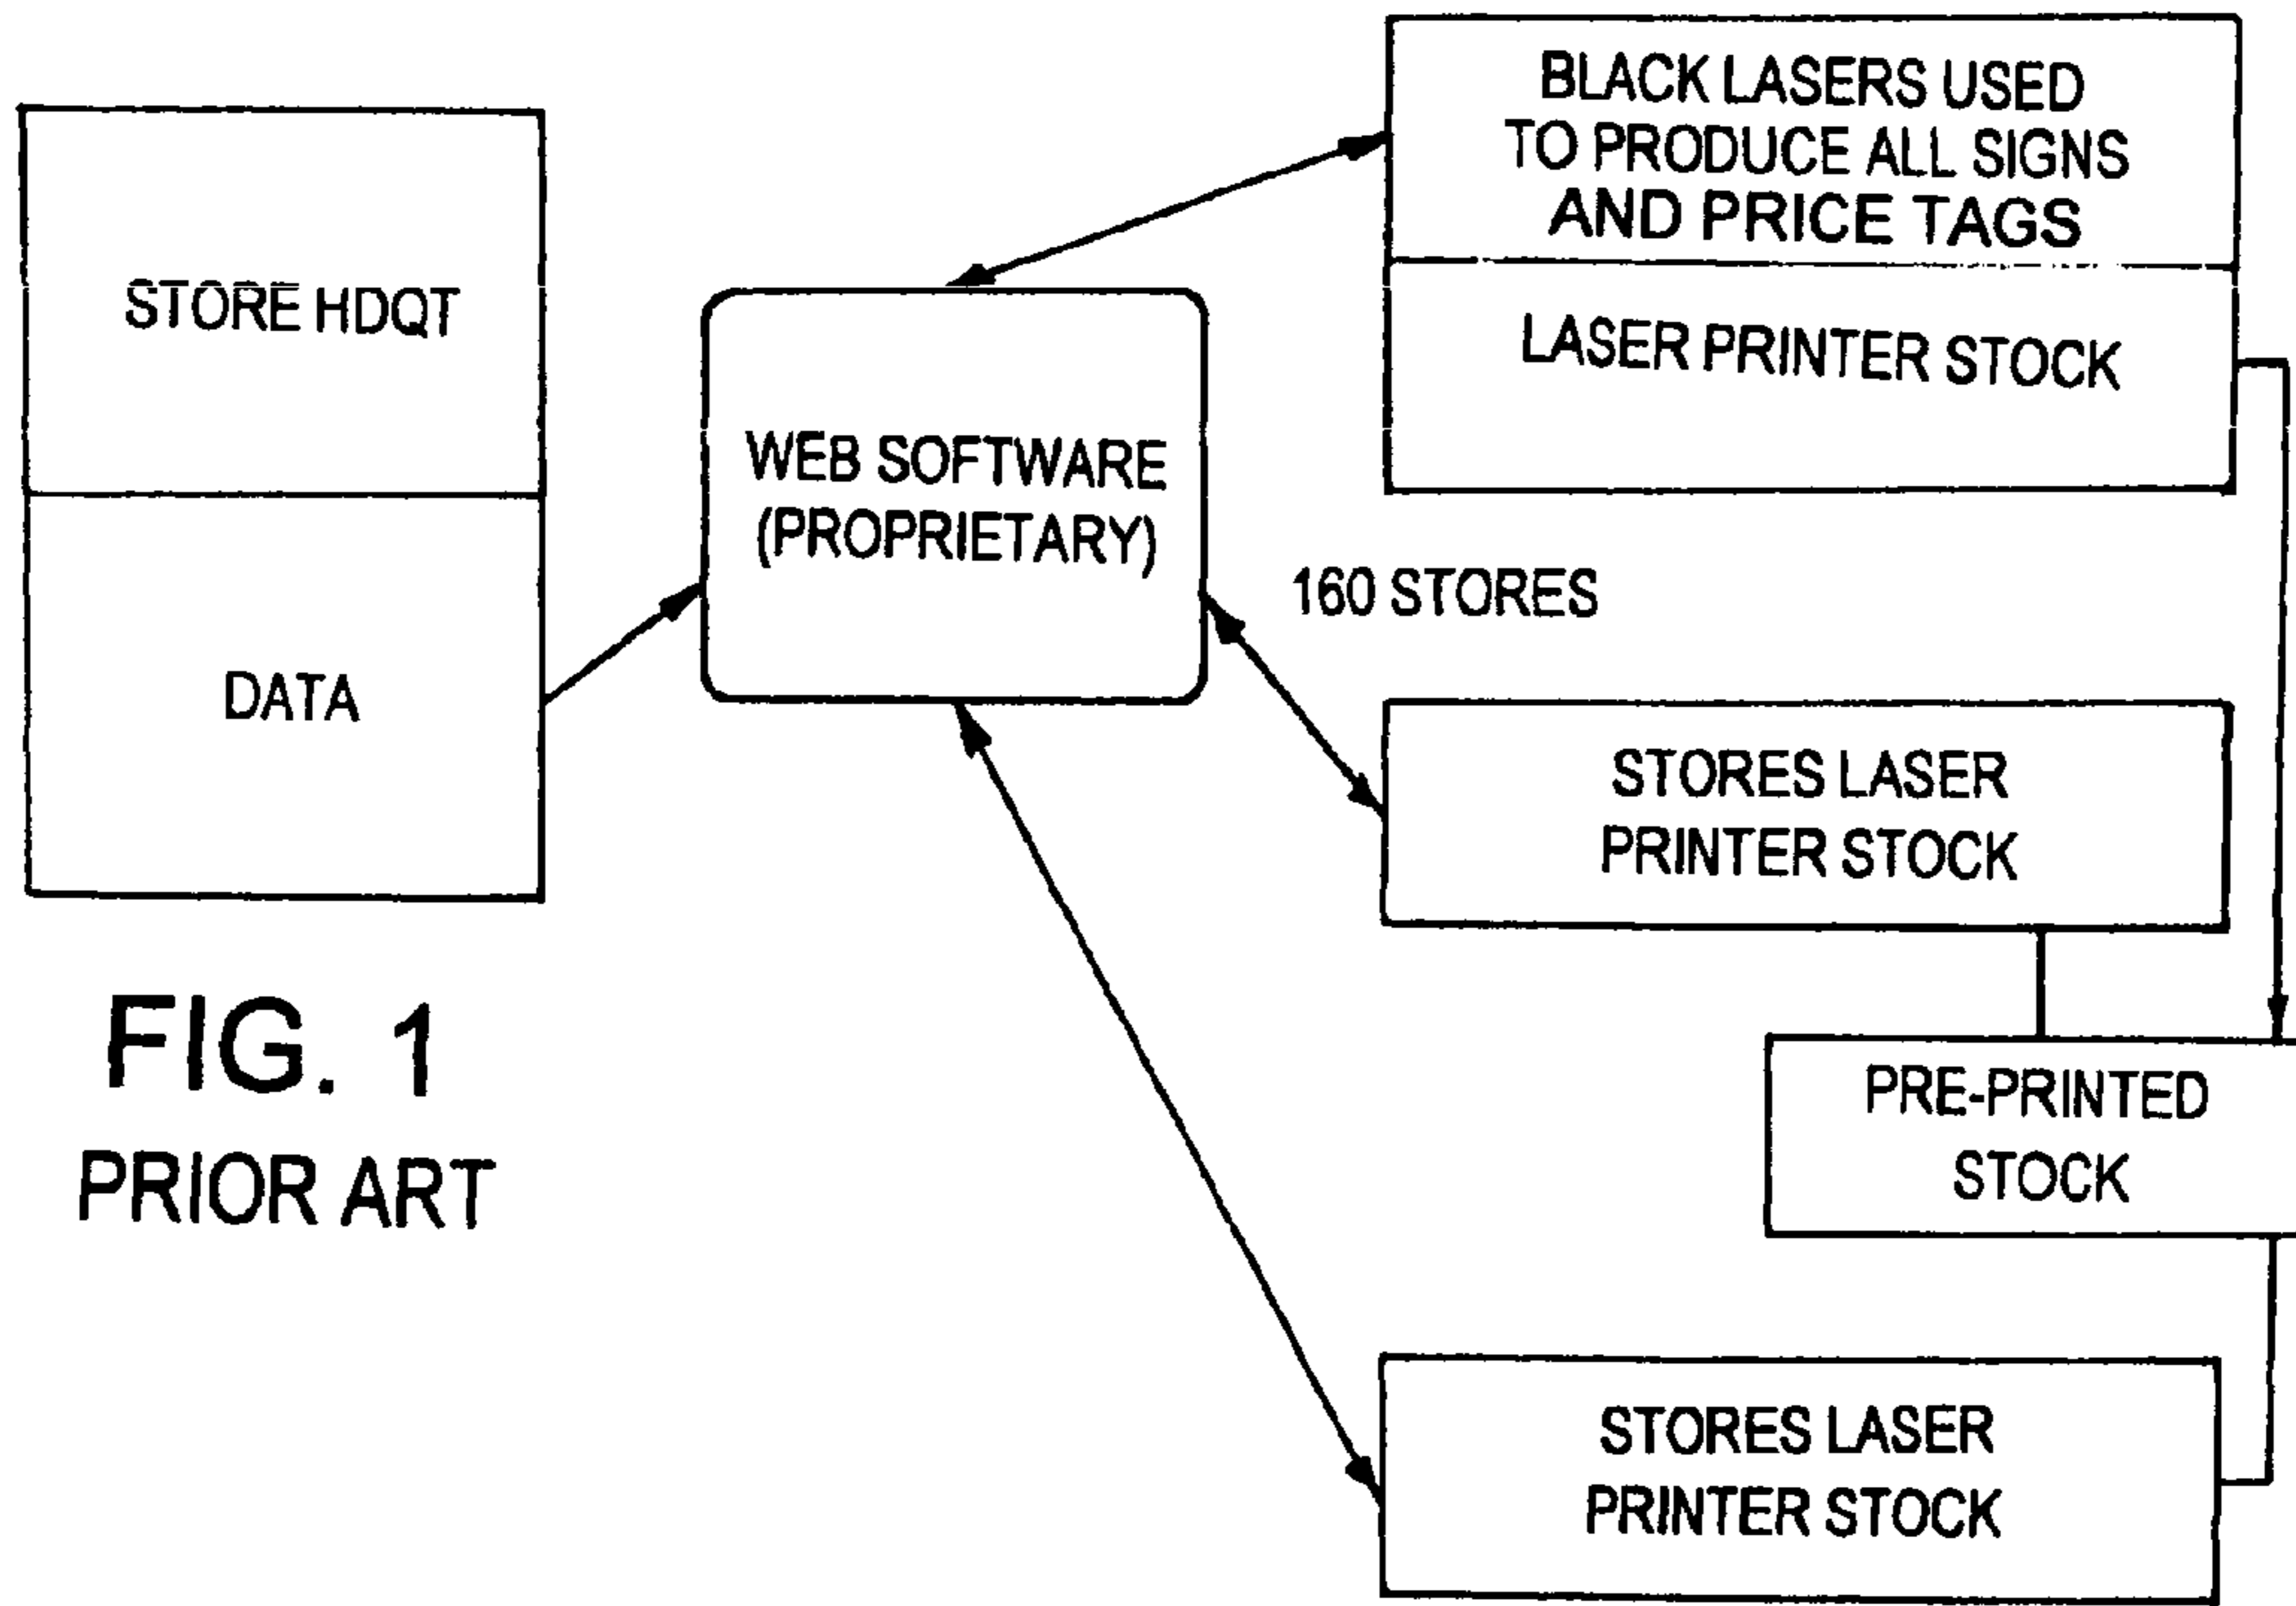 STORE HDQT
DATA
FIG. 1
PRIOR ART
WEB SOFTWARE
(PROPRIETARY)
BLACK LASERS USED
TO PRODUCE ALL SIGNS
AND PRICE TAGS
LASER PRINTER STOCK
160 STORES
STORES LASER
PRINTER STOCK
PRE-PRINTED
STOCK
STORES LASER
PRINTER STOCK